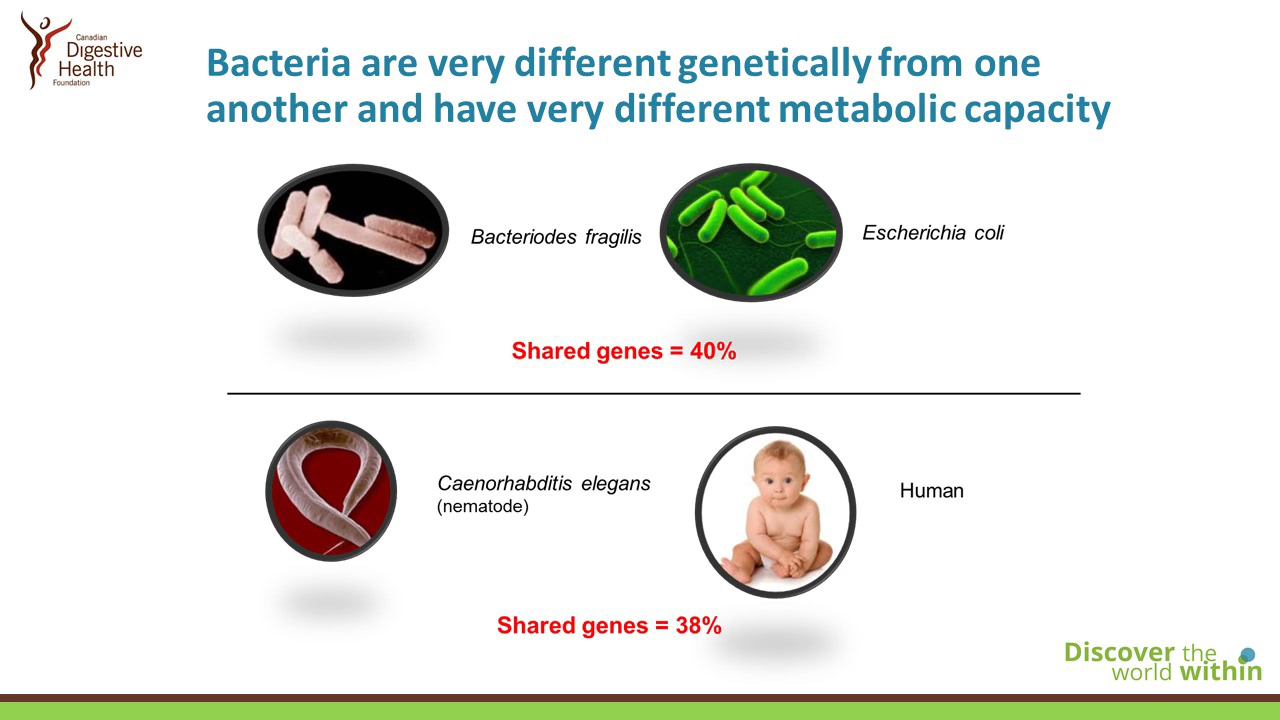 Canadian
Digestive
Health
Foundation
Bacteria are very different genetically from one
another and have very different metabolic capacity
Bacteriodes fragilis
Escherichia coli
Shared genes = 40%
Caenorhabditis elegans
(nematode)
Human
Shared genes = 38%
Discover the
world within